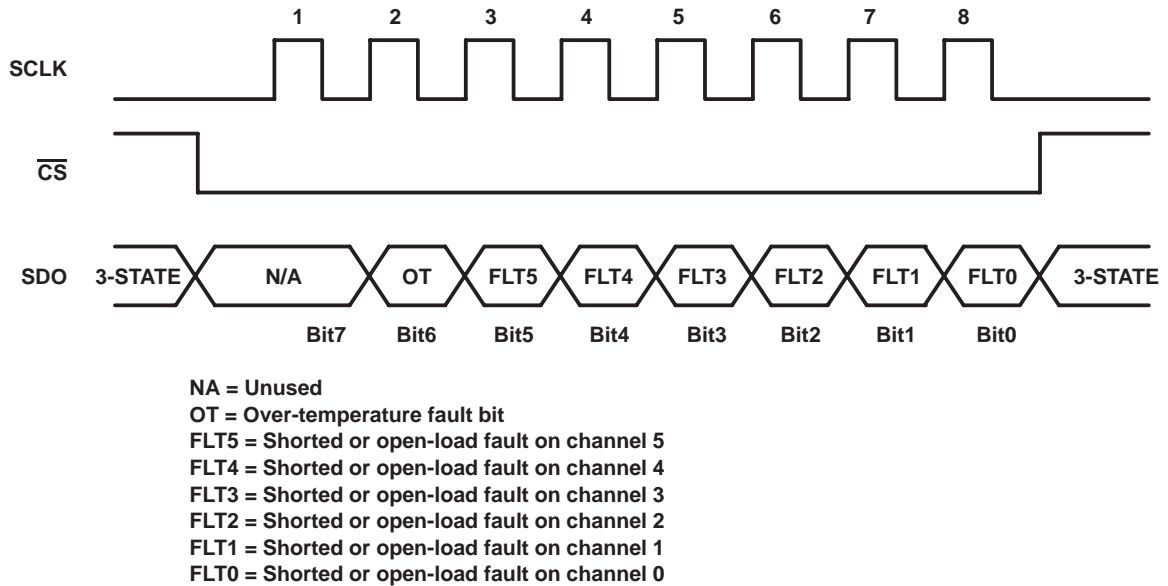 1 2 3 4 5 6 7 8
SCLK
CS
SDO 3-STATE N/A OT FLT5 FLT4 FLT3 FLT2 FLT1 FLT0 3-STATE
Bit7 Bit6 Bit5 Bit4 Bit3 Bit2 Bit1 Bit0
NA = Unused
OT = Over-temperature fault bit
FLT5 = Shorted or open-load fault on channel 5
FLT4 = Shorted or open-load fault on channel 4
FLT3 = Shorted or open-load fault on channel 3
FLT2 = Shorted or open-load fault on channel 2
FLT1 = Shorted or open-load fault on channel 1
FLT0 = Shorted or open-load fault on channel 0